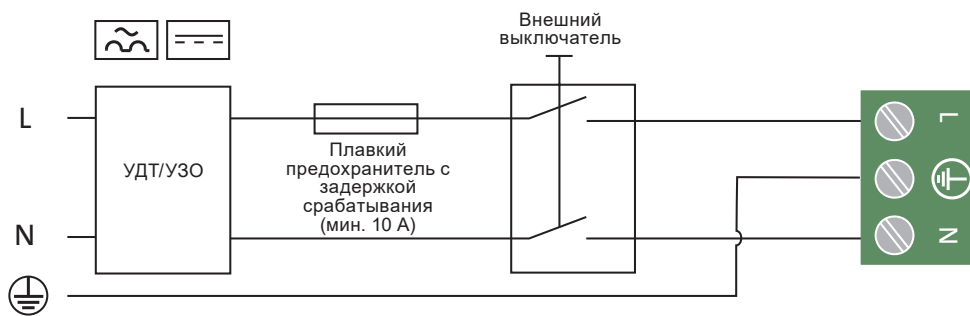 Внешний
выключатель
L
УДТ/УЗО
Плавкий
предохранитель с
задержкой
срабатывания
(мин. 10 А)
N
L
N